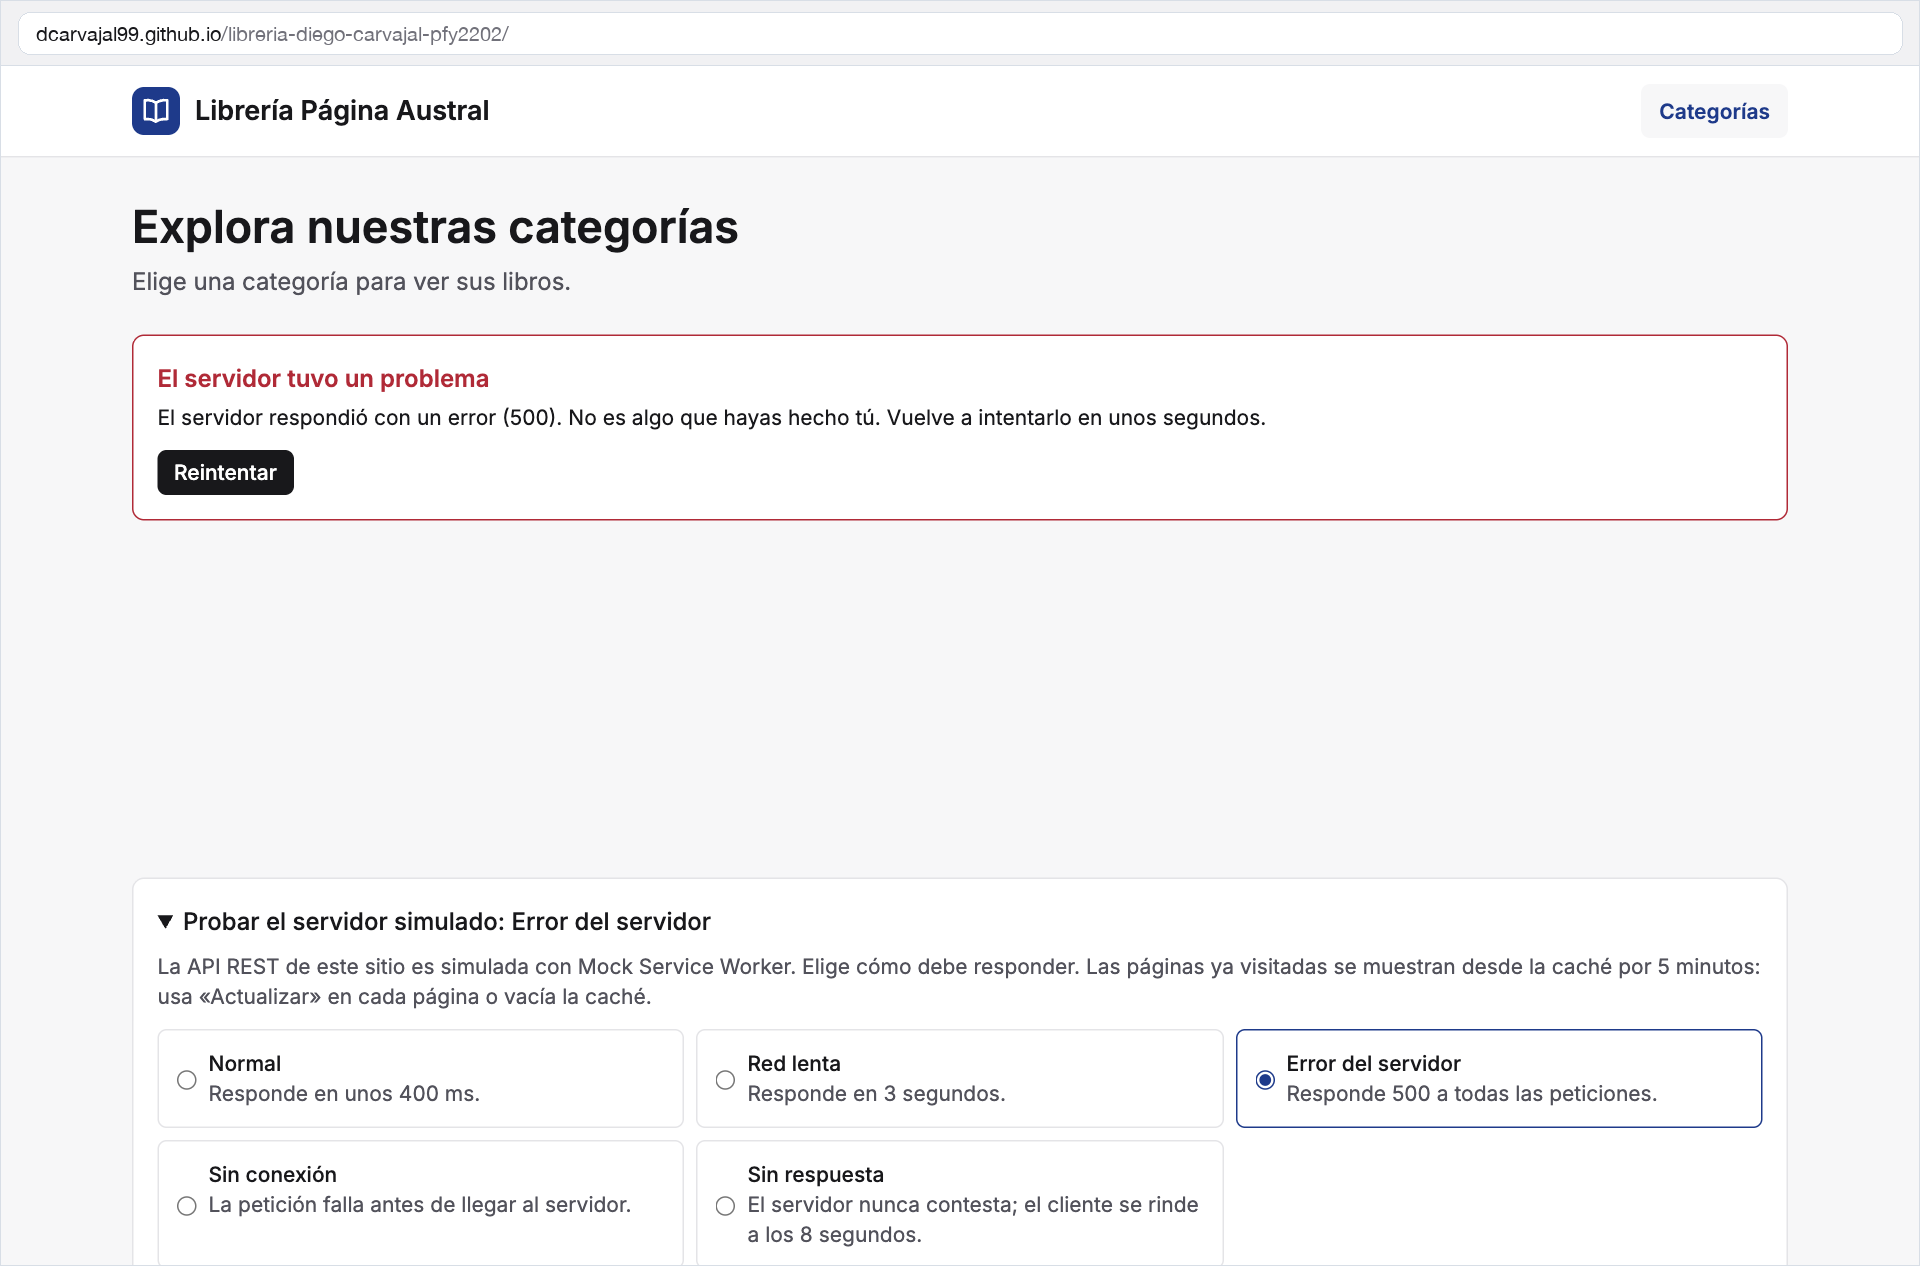 dcarvajal99.github.io/libreria-diego-carvajal-pfy2202/
Librería Página Austral
Categorías
Explora nuestras categorías
Elige una categoría para ver sus libros.
El servidor tuvo un problema
El servidor respondió con un error (500). No es algo que hayas hecho tú. Vuelve a intentarlo en unos segundos.
Reintentar
Probar el servidor simulado: Error del servidor
La API REST de este sitio es simulada con Mock Service Worker. Elige cómo debe responder. Las páginas ya visitadas se muestran desde la caché por 5 minutos:
usa «Actualizar» en cada página o vacía la caché.
Normal
Responde en unos 400 ms.
Red lenta
Responde en 3 segundos.
Error del servidor
Responde 500 a todas las peticiones.
Sin conexión
La petición falla antes de llegar al servidor.
Sin respuesta
El servidor nunca contesta; el cliente se rinde
a los 8 segundos.